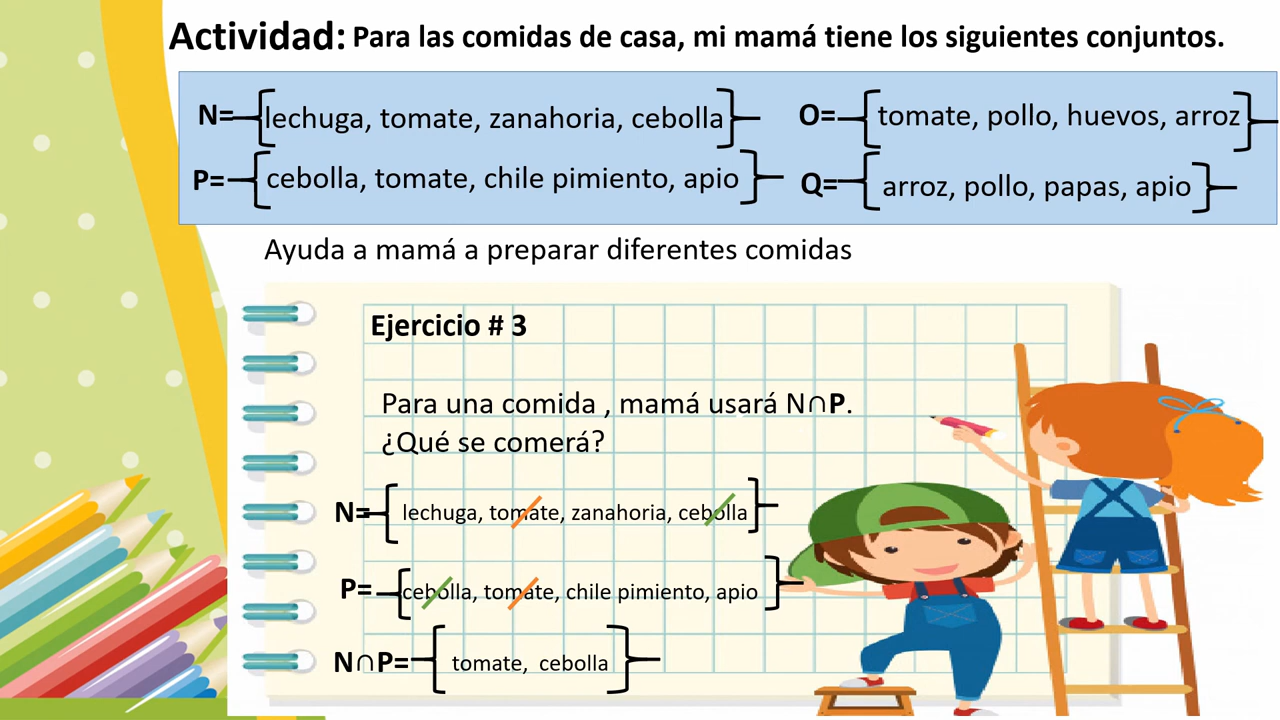 Actividad: Para las comidas de casa, mi mamá tiene los siguientes conjuntos.
N= lechuga, tomate, zanahoria, cebolla
O= tomate, pollo, huevos, arroz
P= cebolla, tomate, chile pimiento, apio
Q= arroz, pollo, papas, apio
Ayuda a mamá a preparar diferentes comidas
Ejercicio # 3
Para una comida , mamá usará N∩P.
¿Qué se comerá?
N= lechuga, tomate, zanahoria, cebolla
P= cebolla, tomate, chile pimiento, apio
N∩P= tomate, cebolla